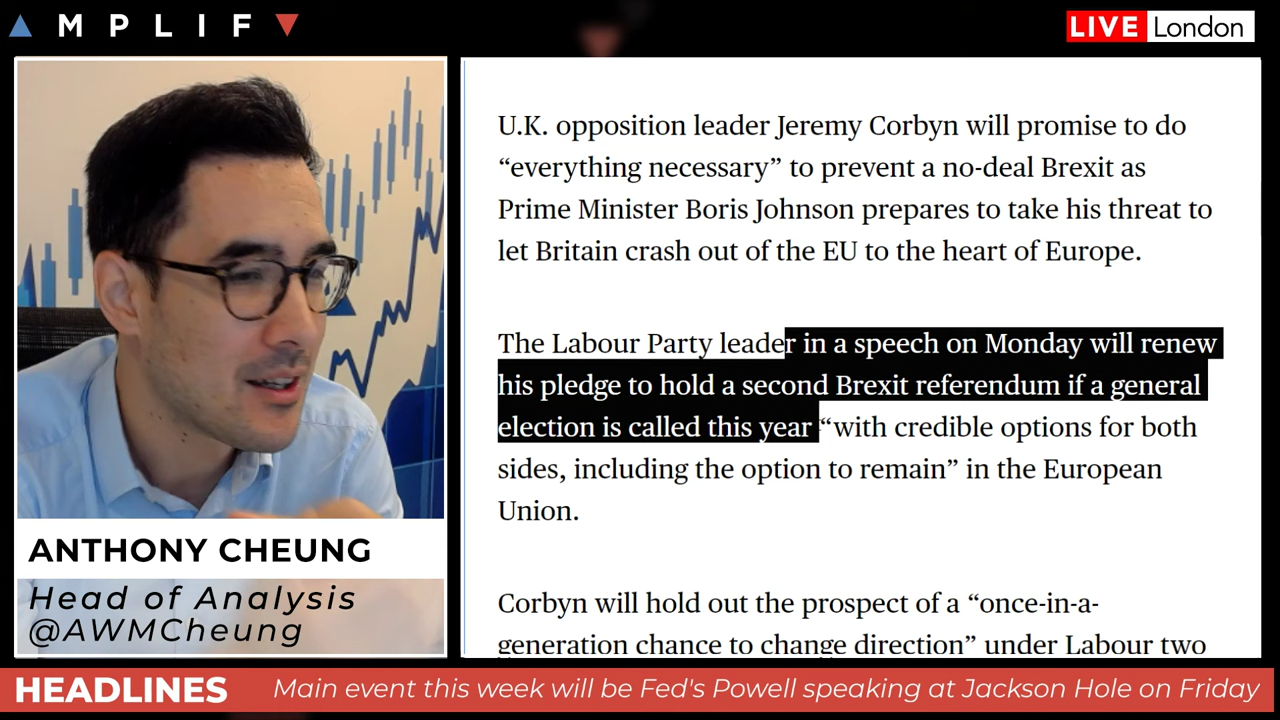 MPLIF
LIVE London
U.K. opposition leader Jeremy Corbyn will promise to do
“everything necessary” to prevent a no-deal Brexit as
Prime Minister Boris Johnson prepares to take his threat to
let Britain crash out of the EU to the heart of Europe.
The Labour Party leader in a speech on Monday will renew
his pledge to hold a second Brexit referendum if a general
election is called this year “with credible options for both
sides, including the option to remain” in the European
Union.
Corbyn will hold out the prospect of a “once-in-a-
generation chance to change direction” under Labour two
ANTHONY CHEUNG
Head of Analysis
@AWMCheung
HEADLINES Main event this week will be Fed's Powell speaking at Jackson Hole on Friday